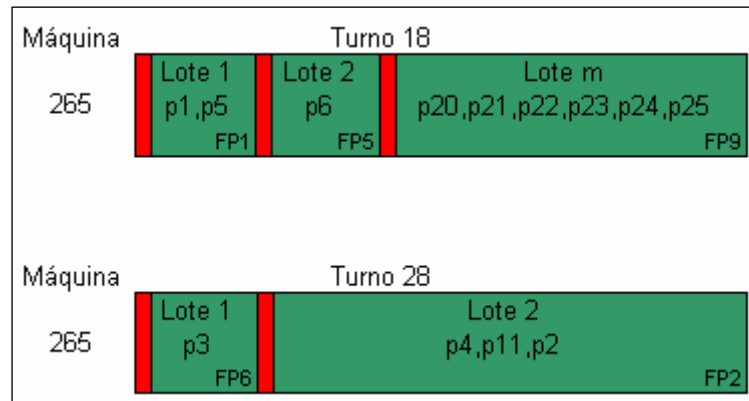 Máquina Turno 18
Lote 1 Lote 2 Lote m
265 p1,p5 p6 p20,p21,p22,p23,p24,p25
FP1 FP5 FP9
Máquina Turno 28
Lote 1 Lote 2
265 p3 p4,p11,p2
FP6 FP2